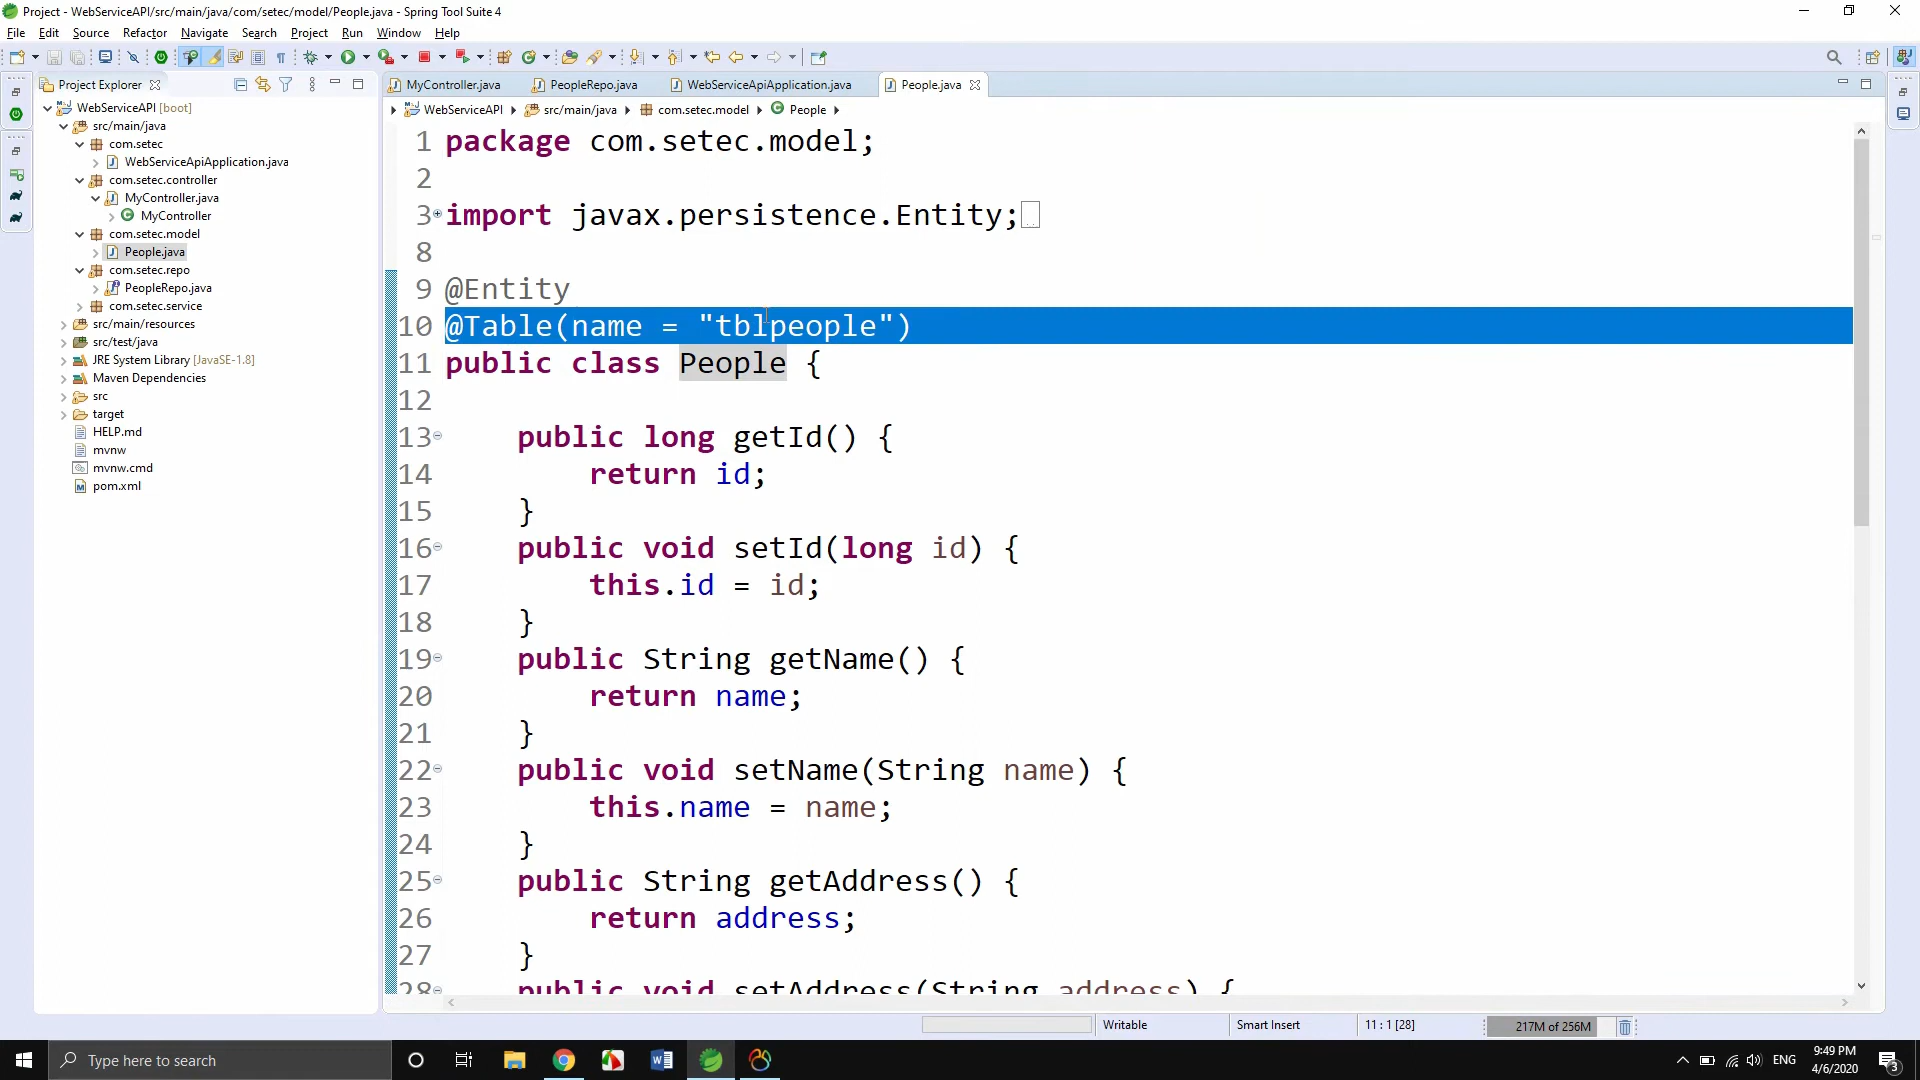 Project - WebServiceAPI/src/main/java/com/setec/model/People.java - Spring Tool Suite 4
File Edit Source Refactor Navigate Search Project Run Window Help
Project Explorer
MyController.java PeopleRepo.java WebServiceApiApplication.java People.java
WebServiceAPI src/main/java com.setec.model People
WebServiceAPI [boot]
src/main/java
com.setec
WebServiceApiApplication.java
com.setec.controller
MyController.java
MyController
com.setec.model
People.java
com.setec.repo
PeopleRepo.java
com.setec.service
src/main/resources
src/test/java
JRE System Library [JavaSE-1.8]
Maven Dependencies
src
target
HELP.md
mvnw
mvnw.cmd
pom.xml
1 package com.setec.model;
2
3 import javax.persistence.Entity;
8
9 @Entity
10 @Table(name = "tblpeople")
11 public class People {
12
13 public long getId() {
14 return id;
15 }
16 public void setId(long id) {
17 this.id = id;
18 }
19 public String getName() {
20 return name;
21 }
22 public void setName(String name) {
23 this.name = name;
24 }
25 public String getAddress() {
26 return address;
27 }
28 public void setAddress(String address) {
Writable Smart Insert 11 : 1 [28] 217M of 256M
Type here to search
ENG
9:49 PM
4/6/2020
3